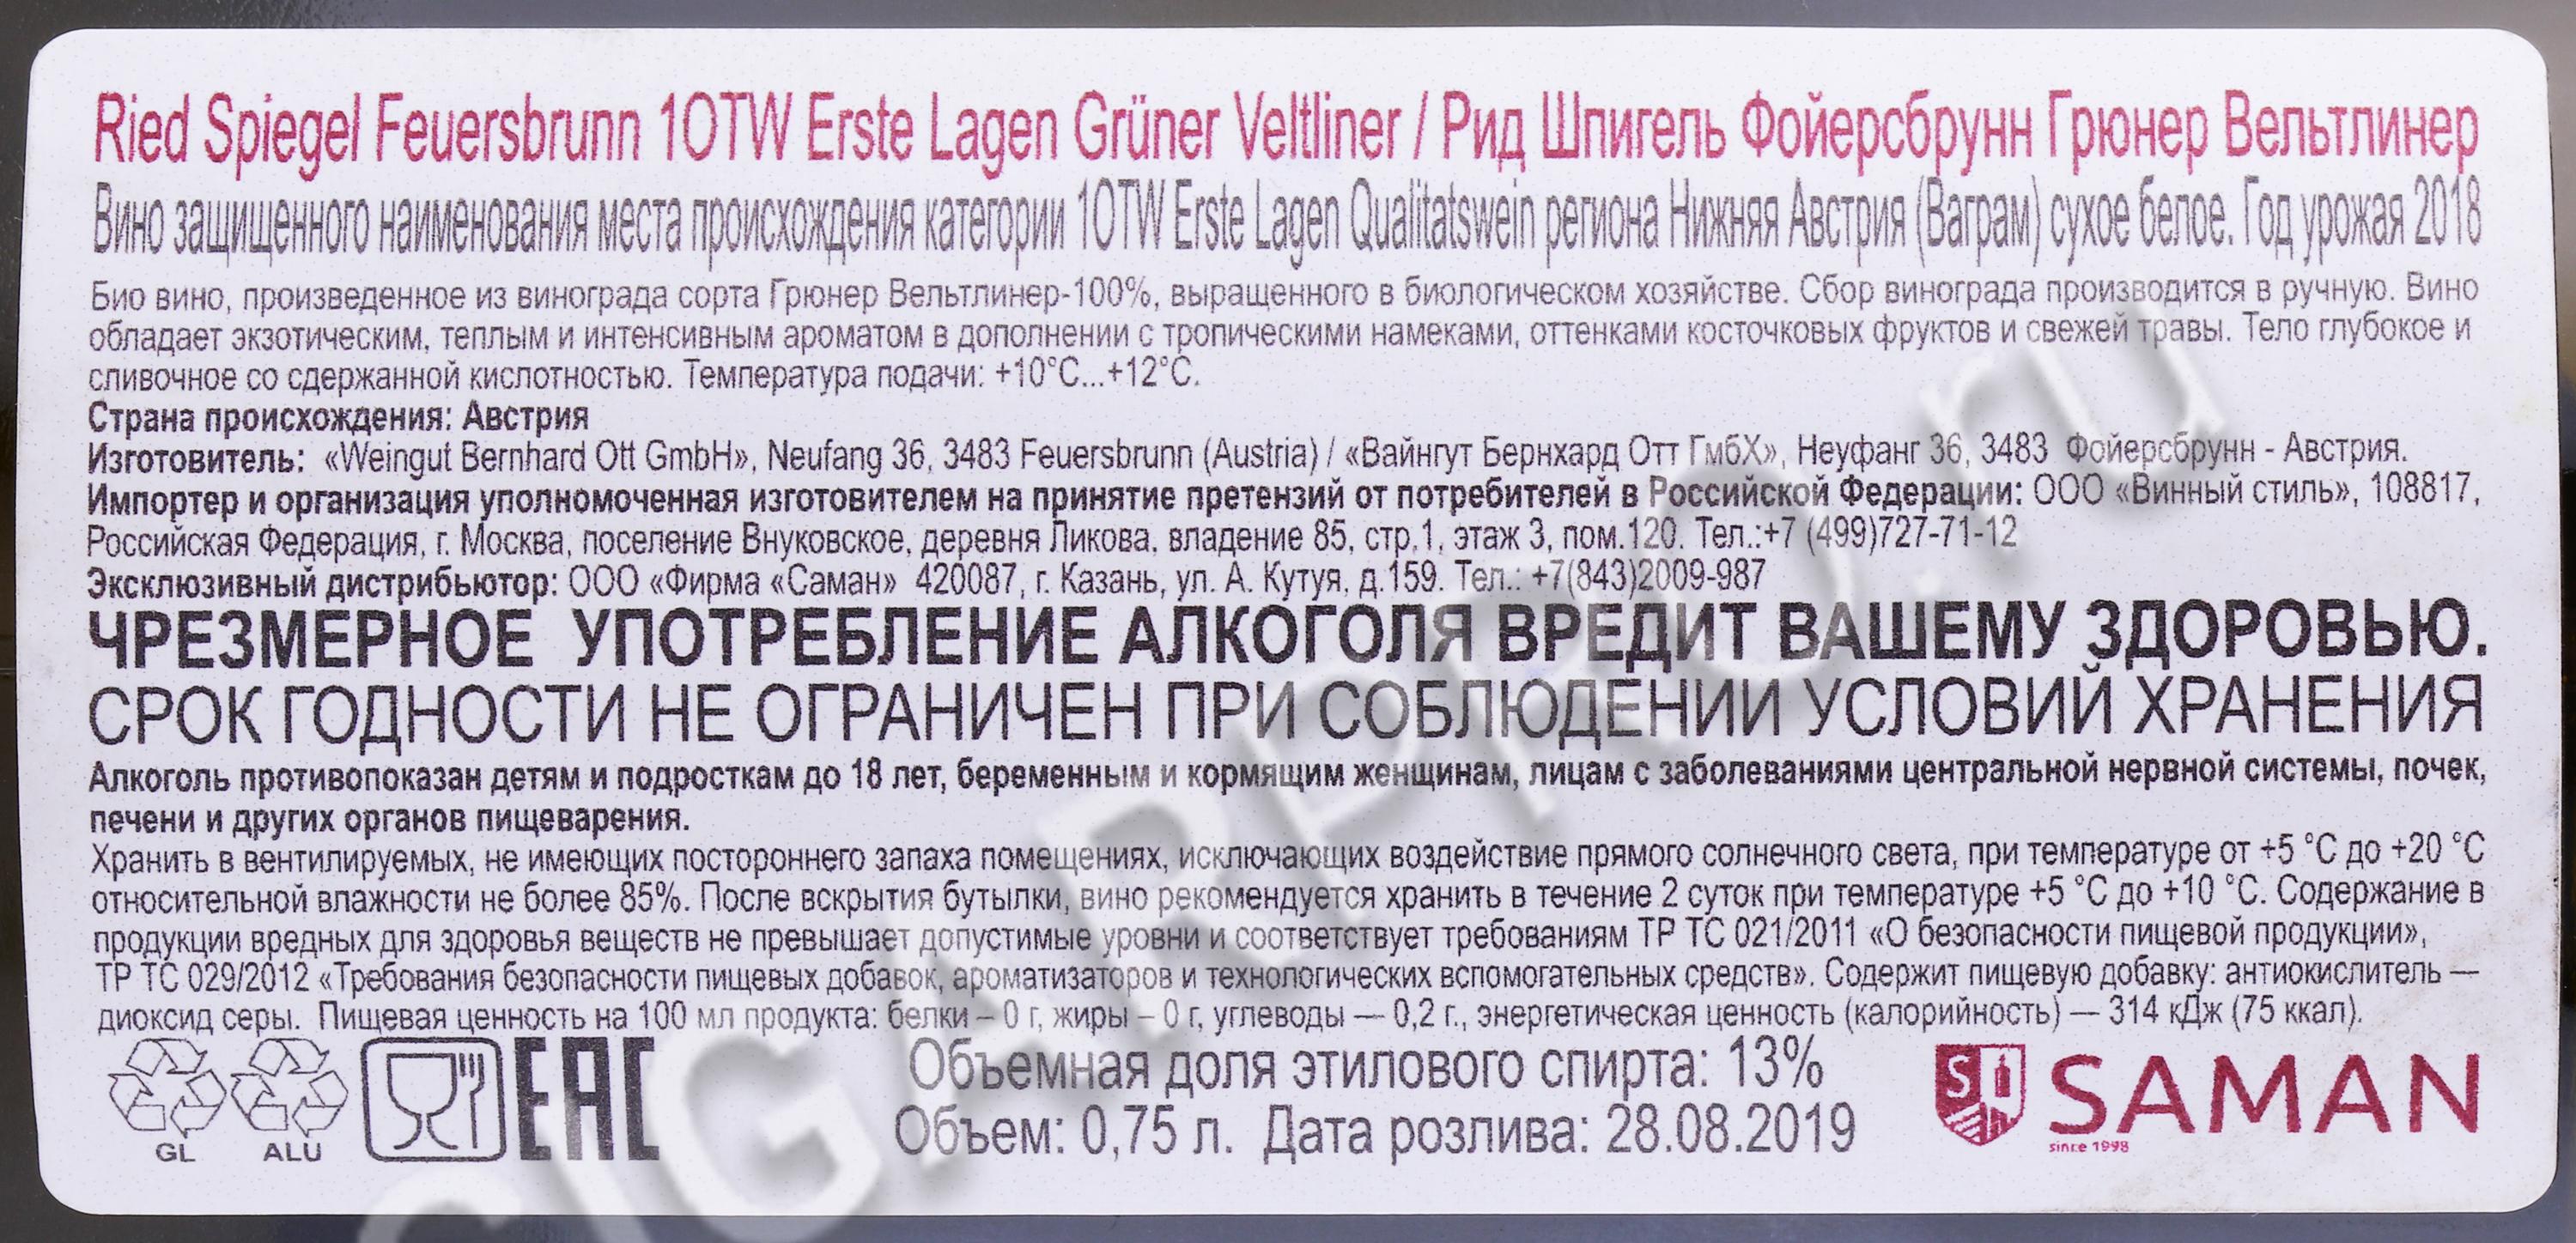 Ried Spiegel Feuersbrunn 1OTW Erste Lagen Grüner Veltliner / Рид Шпигель Фойерсбрунн Грюнер Вельтлинер
Вино защищенного наименования места происхождения категории 1OTW Erste Lagen Qualitatswein региона Нижняя Австрия (Ваграм) сухое белое. Год урожая 2018
Био вино, произведенное из винограда сорта Грюнер Вельтлинер-100%, выращенного в биологическом хозяйстве. Сбор винограда производится в ручную. Вино
обладает экзотическим, теплым и интенсивным ароматом в дополнении с тропическими намеками, оттенками косточковых фруктов и свежей травы. Тело глубокое и
сливочное со сдержанной кислотностью. Температура подачи: +10°C...+12°C.
Страна происхождения: Австрия
Изготовитель: «Weingut Bernhard Ott GmbH», Neufang 36, 3483 Feuersbrunn (Austria) / «Вайнгут Бернхард Отт ГмбХ», Неуфанг 36, 3483 Фойерсбрунн - Австрия.
Импортер и организация уполномоченная изготовителем на принятие претензий от потребителей в Российской Федерации: ООО «Винный стиль», 108817,
Российская Федерация, г. Москва, поселение Внуковское, деревня Ликова, владение 85, стр.1, этаж 3, пом.120. Тел.:+7 (499)727-71-12
Эксклюзивный дистрибьютор: ООО «Фирма «Саман» 420087, г. Казань, ул. А. Кутуя, д.159. Тел.: +7(843)2009-987
ЧРЕЗМЕРНОЕ УПОТРЕБЛЕНИЕ АЛКОГОЛЯ ВРЕДИТ ВАШЕМУ ЗДОРОВЬЮ.
СРОК ГОДНОСТИ НЕ ОГРАНИЧЕН ПРИ СОБЛЮДЕНИИ УСЛОВИЙ ХРАНЕНИЯ
Алкоголь противопоказан детям и подросткам до 18 лет, беременным и кормящим женщинам, лицам с заболеваниями центральной нервной системы, почек,
печени и других органов пищеварения.
Хранить в вентилируемых, не имеющих постороннего запаха помещениях, исключающих воздействие прямого солнечного света, при температуре от +5 °C до +20 °C
относительной влажности не более 85%. После вскрытия бутылки, вино рекомендуется хранить в течение 2 суток при температуре +5 °C до +10 °C. Содержание в
продукции вредных для здоровья веществ не превышает допустимые уровни и соответствует требованиям ТР ТС 021/2011 «О безопасности пищевой продукции»,
ТР ТС 029/2012 «Требования безопасности пищевых добавок, ароматизаторов и технологических вспомогательных средств». Содержит пищевую добавку: антиокислитель —
диоксид серы. Пищевая ценность на 100 мл продукта: белки – 0 г, жиры – 0 г, углеводы — 0,2 г., энергетическая ценность (калорийность) — 314 кДж (75 ккал).
GL ALU EAC
Объемная доля этилового спирта: 13%
Объем: 0,75 л. Дата розлива: 28.08.2019
SAMAN
since 1998
CIGARPRO.ru